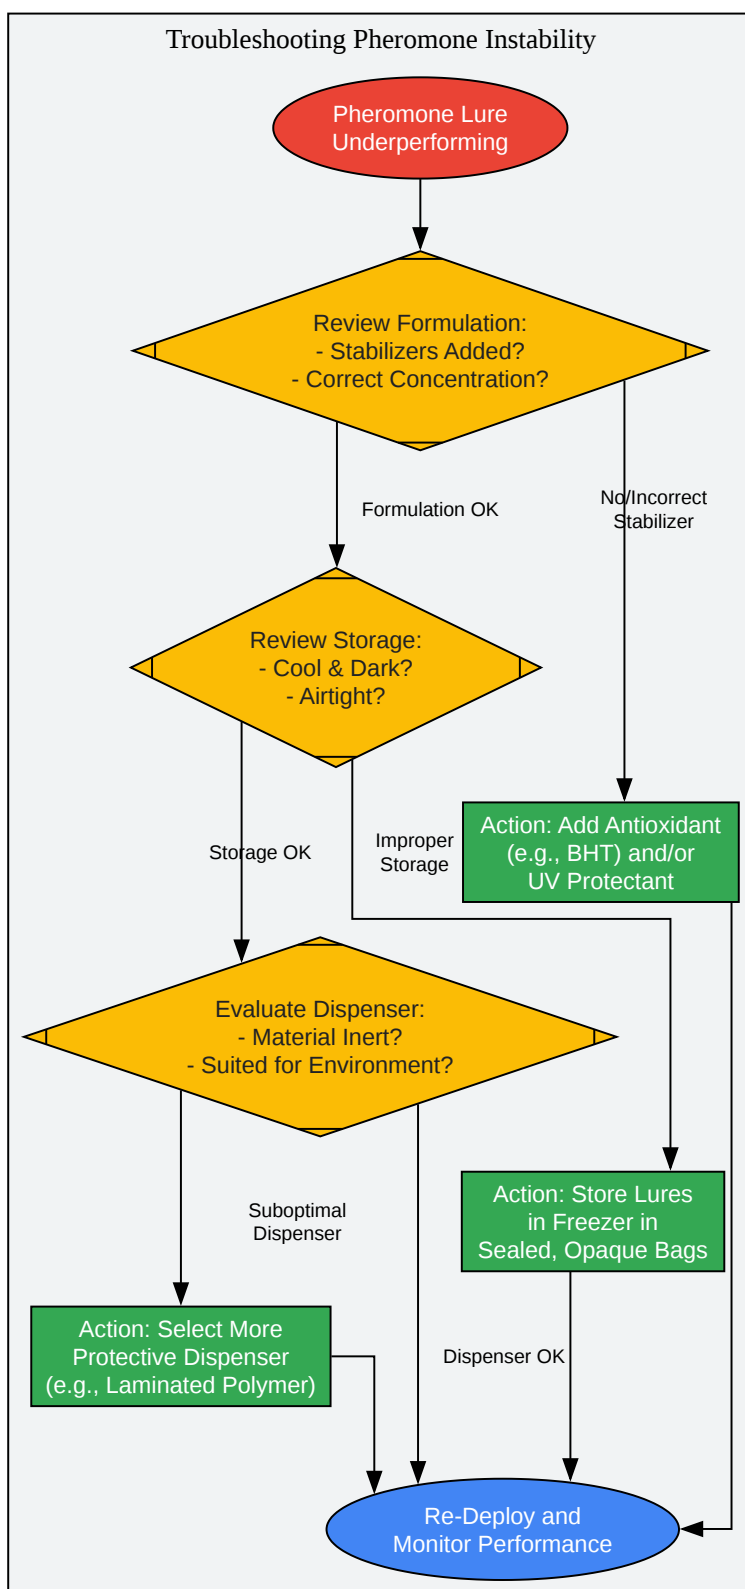 Troubleshooting Pheromone Instability
Pheromone Lure
Underperforming
Review Formulation:
- Stabilizers Added?
- Correct Concentration?
Formulation OK
No/Incorrect
Stabilizer
Review Storage:
- Cool & Dark?
- Airtight?
Storage OK
Improper
Storage
Action: Add Antioxidant
(e.g., BHT) and/or
UV Protectant
Evaluate Dispenser:
- Material Inert?
- Suited for Environment?
Suboptimal
Dispenser
Action: Store Lures
in Freezer in
Sealed, Opaque Bags
Action: Select More
Protective Dispenser
(e.g., Laminated Polymer)
Dispenser OK
Re-Deploy and
Monitor Performance